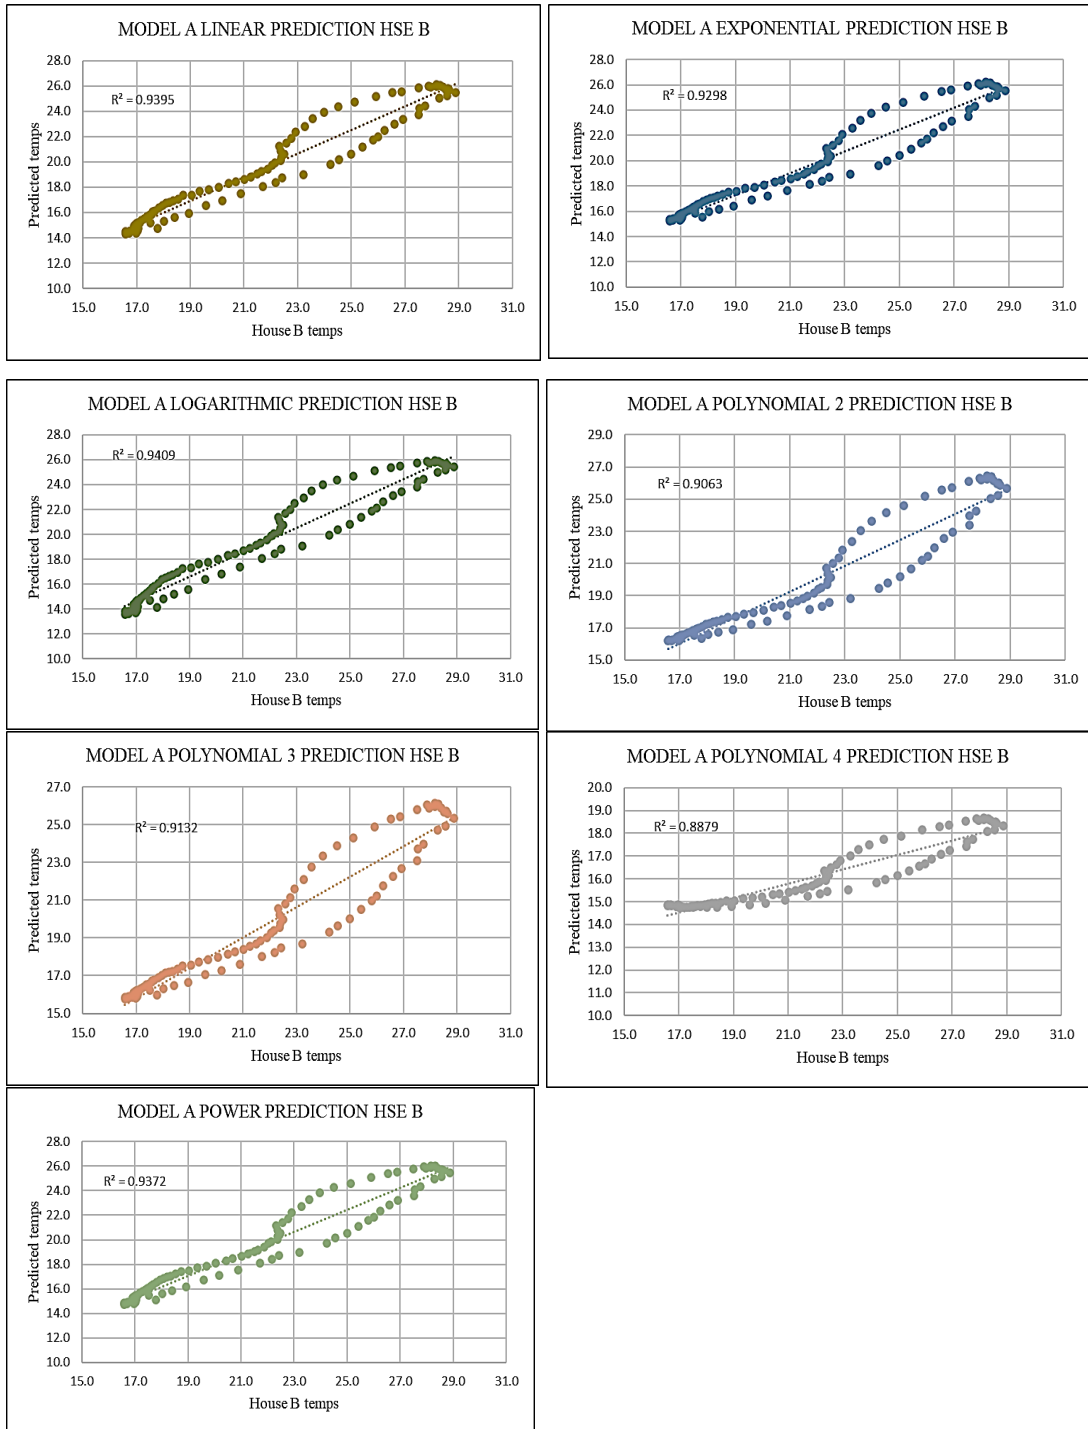 MODEL A LINEAR PREDICTION HSE B
28.0
26.0
24.0
22.0
20.0
18.0
16.0
14.0
12.0
10.0
R² = 0.9395
Predicted temps
15.0 17.0 19.0 21.0 23.0 25.0 27.0 29.0 31.0
House B temps
MODEL A EXPONENTIAL PREDICTION HSE B
28.0
26.0
24.0
22.0
20.0
18.0
16.0
14.0
12.0
10.0
R² = 0.9298
Predicted temps
15.0 17.0 19.0 21.0 23.0 25.0 27.0 29.0 31.0
House B temps
MODEL A LOGARITHMIC PREDICTION HSE B
28.0
26.0
24.0
22.0
20.0
18.0
16.0
14.0
12.0
10.0
R² = 0.9409
Predicted temps
15.0 17.0 19.0 21.0 23.0 25.0 27.0 29.0 31.0
House B temps
MODEL A POLYNOMIAL 2 PREDICTION HSE B
29.0
27.0
25.0
23.0
21.0
19.0
17.0
15.0
R² = 0.9063
Predicted temps
15.0 17.0 19.0 21.0 23.0 25.0 27.0 29.0 31.0
House B temps
MODEL A POLYNOMIAL 3 PREDICTION HSE B
27.0
25.0
23.0
21.0
19.0
17.0
15.0
R² = 0.9132
Predicted temps
15.0 17.0 19.0 21.0 23.0 25.0 27.0 29.0 31.0
House B temps
MODEL A POLYNOMIAL 4 PREDICTION HSE B
20.0
19.0
18.0
17.0
16.0
15.0
14.0
13.0
12.0
11.0
10.0
R² = 0.8879
Predicted temps
15.0 17.0 19.0 21.0 23.0 25.0 27.0 29.0 31.0
House B temps
MODEL A POWER PREDICTION HSE B
28.0
26.0
24.0
22.0
20.0
18.0
16.0
14.0
12.0
10.0
R² = 0.9372
Predicted temps
15.0 17.0 19.0 21.0 23.0 25.0 27.0 29.0 31.0
House B temps